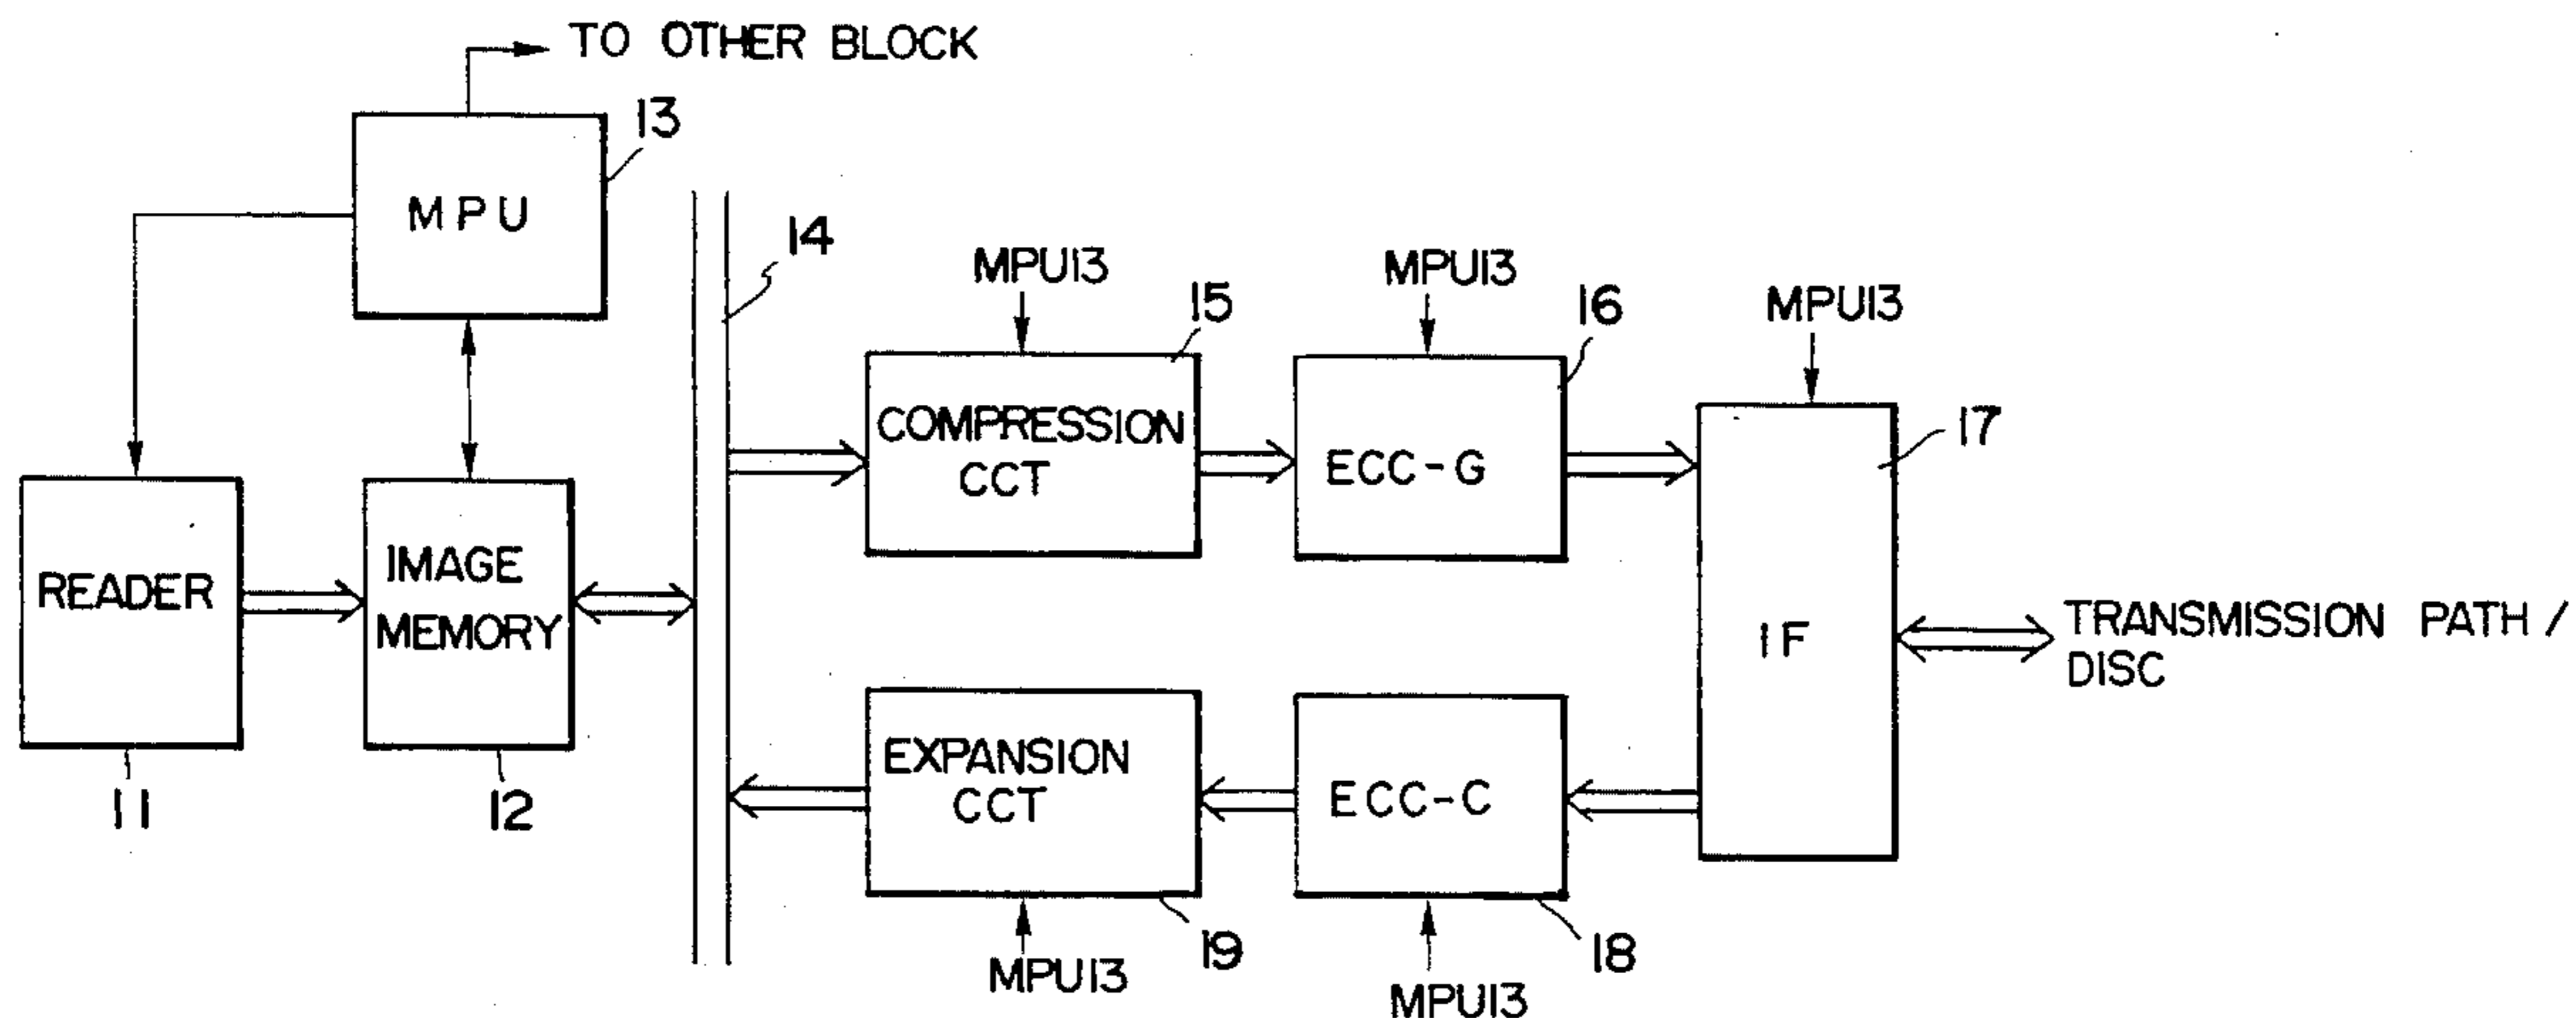 TO OTHER BLOCK
13
MPU
14
MPU13
15
MPU13
16
MPU13
17
READER
11
IMAGE
MEMORY
12
COMPRESSION
CCT
ECC-G
IF
TRANSMISSION PATH /
DISC
EXPANSION
CCT
19
MPU13
ECC-C
18
MPU13